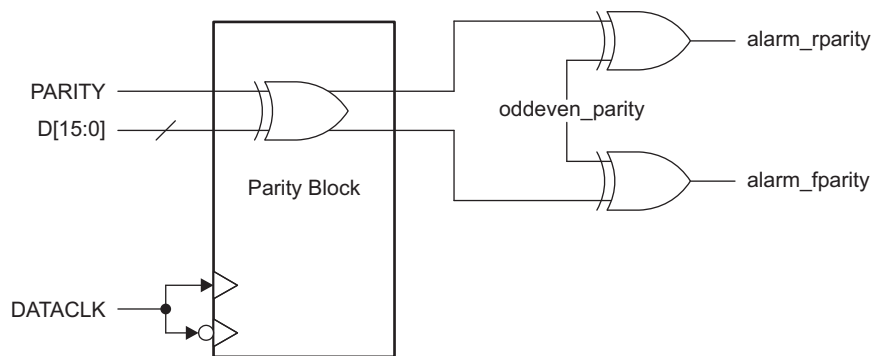 alarm_rparity
PARITY
oddeven_parity
D[15:0]
Parity Block
alarm_fparity
DATACLK